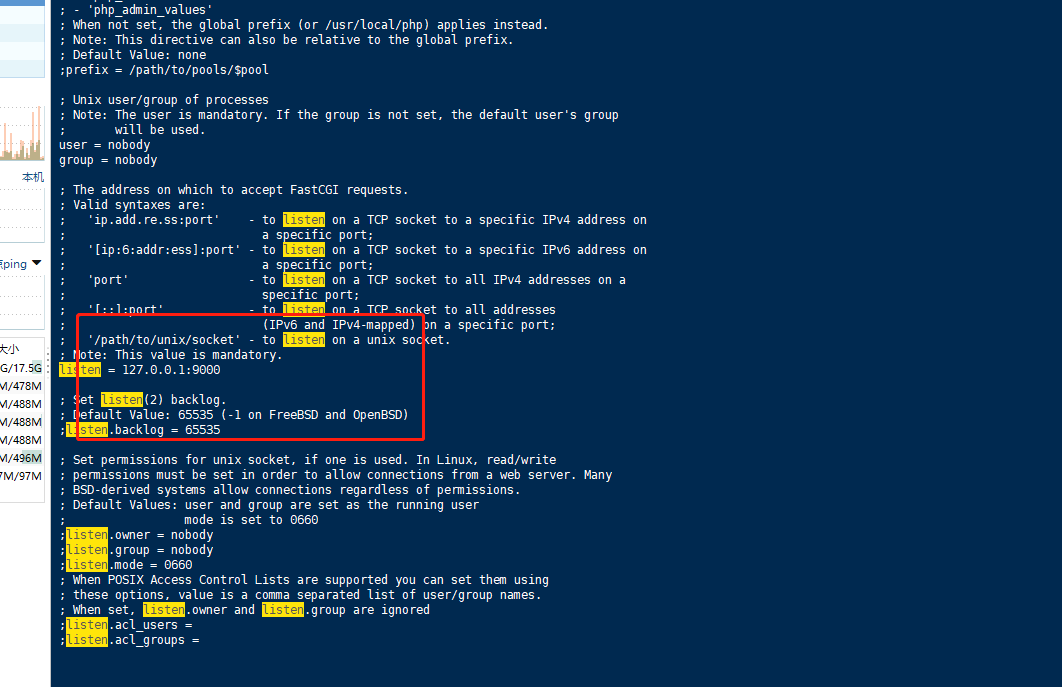 ; - 'php_admin_values'
; When not set, the global prefix (or /usr/local/php) applies instead.
; Note: This directive can also be relative to the global prefix.
; Default Value: none
;prefix = /path/to/pools/$pool
; Unix user/group of processes
; Note: The user is mandatory. If the group is not set, the default user's group
;       will be used.
user = nobody
group = nobody
; The address on which to accept FastCGI requests.
; Valid syntaxes are:
;   'ip.add.re.ss:port'    - to listen on a TCP socket to a specific IPv4 address on
;                            a specific port;
;   '[ip:6:addr:ess]:port' - to listen on a TCP socket to a specific IPv6 address on
;                            a specific port;
;   'port'                 - to listen on a TCP socket to all IPv4 addresses on a
;                            specific port;
;   '[::]:port'            - to listen on a TCP socket to all addresses
;                            (IPv6 and IPv4-mapped) on a specific port;
;   '/path/to/unix/socket' - to listen on a unix socket.
; Note: This value is mandatory.
listen = 127.0.0.1:9000
; Set listen(2) backlog.
; Default Value: 65535 (-1 on FreeBSD and OpenBSD)
;listen.backlog = 65535
; Set permissions for unix socket, if one is used. In Linux, read/write
; permissions must be set in order to allow connections from a web server. Many
; BSD-derived systems allow connections regardless of permissions.
; Default Values: user and group are set as the running user
;                 mode is set to 0660
;listen.owner = nobody
;listen.group = nobody
;listen.mode = 0660
; When POSIX Access Control Lists are supported you can set them using
; these options, value is a comma separated list of user/group names.
; When set, listen.owner and listen.group are ignored
;listen.acl_users =
;listen.acl_groups =
本机
ping
大小
G/17.5G
M/478M
M/488M
M/488M
M/488M
M/496M
7M/97M